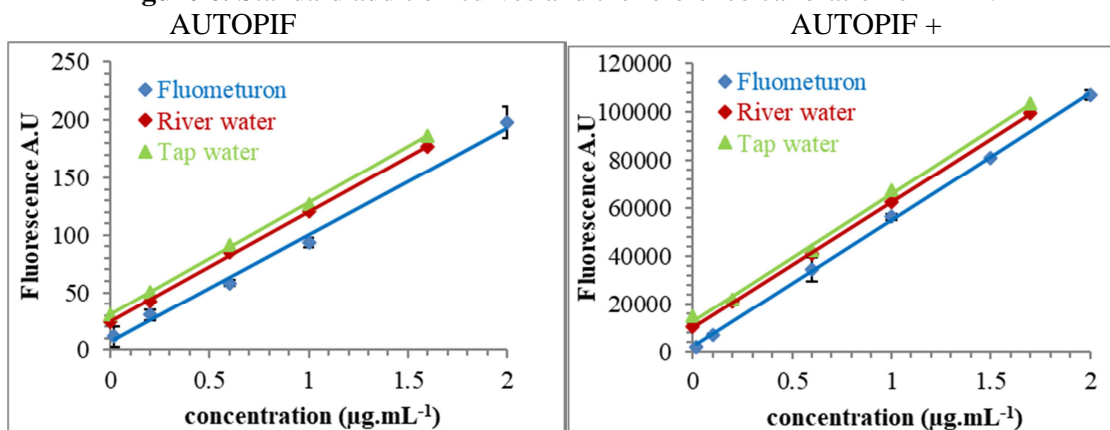 AUTOPIF
AUTOPIF +
250
200
150
100
50
0
Fluorescence A.U
Fluometuron
River water
Tap water
0 0.5 1 1.5 2
concentration (µg.mL⁻¹)
120000
100000
80000
60000
40000
20000
0
Fluorescence A.U
Fluometuron
River water
Tap water
0 0.5 1 1.5 2
concentration (µg.mL⁻¹)